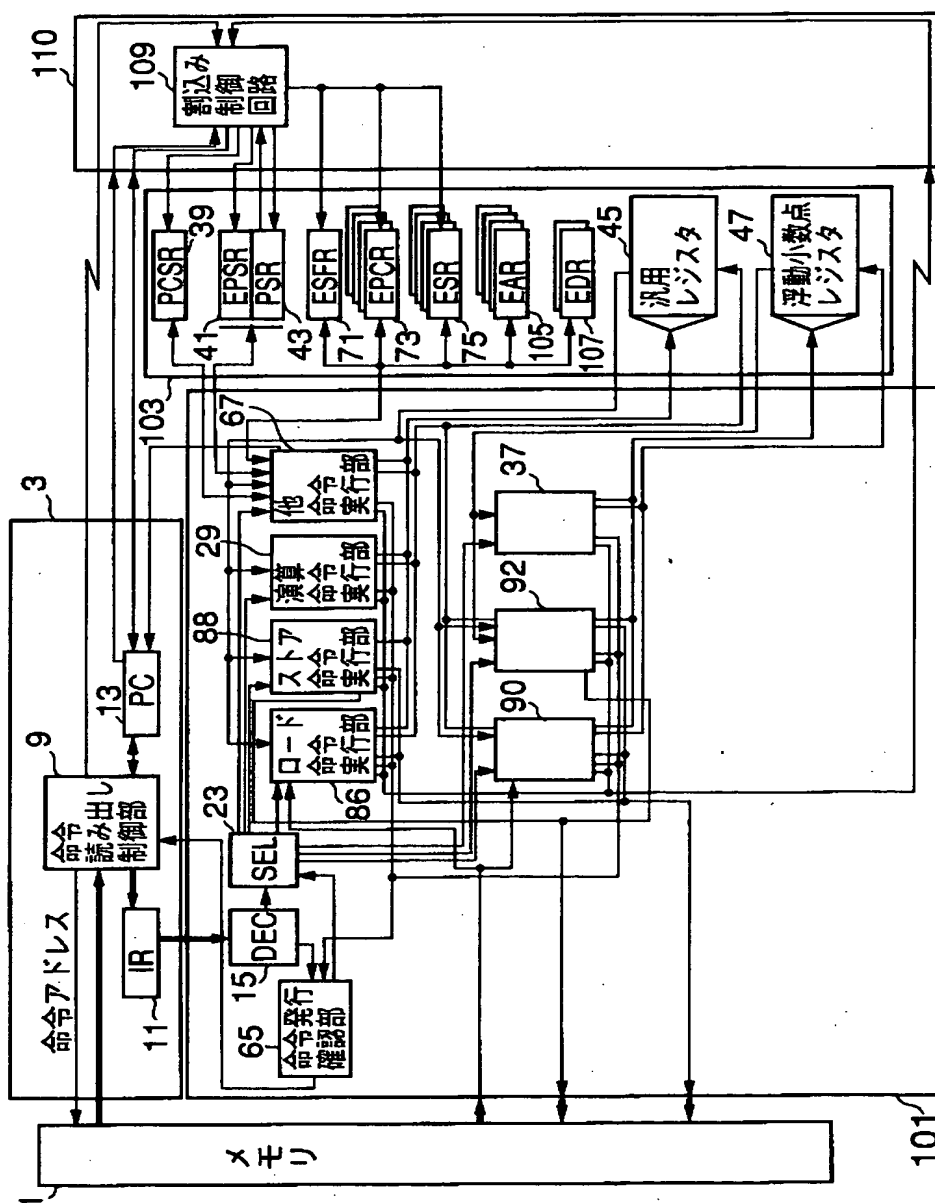 1
メモリ
命令アドレス
3
9
命令
読み出し
制御部
13
PC
IR
11
110
109
割込み
制御
回路
101
65
命令発行
確認部
15
DEC
23
SEL
86
ロード
命令
実行部
88
ストア
命令
実行部
29
演算
命令
実行部
67
他
命令
実行部
90
92
37
103
PCSR
39
41
EPSR
PSR
43
ESFR
71
EPCR
73
ESR
75
EAR
105
EDR
107
45
汎用
レジスタ
47
浮動小数点
レジスタ